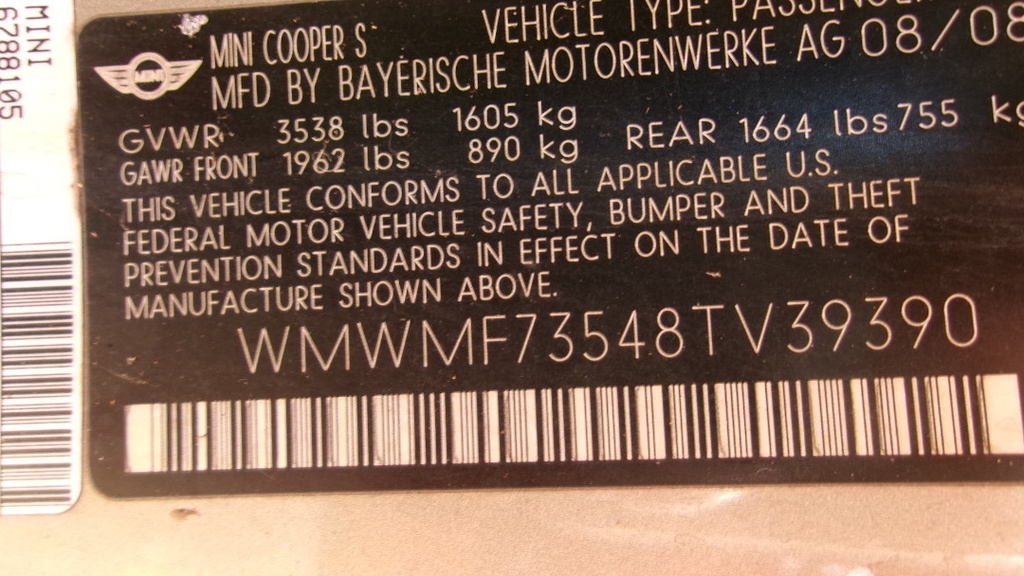 VEHICLE TYPE:
MINI COOPER S
MINI
MFD BY BAYERISCHE MOTORENWERKE AG 08/08
GVWR 3538 lbs 1605 kg
GAWR FRONT 1962 lbs 890 kg REAR 1664 lbs 755 kg
THIS VEHICLE CONFORMS TO ALL APPLICABLE U.S.
FEDERAL MOTOR VEHICLE SAFETY, BUMPER AND THEFT
PREVENTION STANDARDS IN EFFECT ON THE DATE OF
MANUFACTURE SHOWN ABOVE.
WMWMF73548TV39390
MINI
6788105